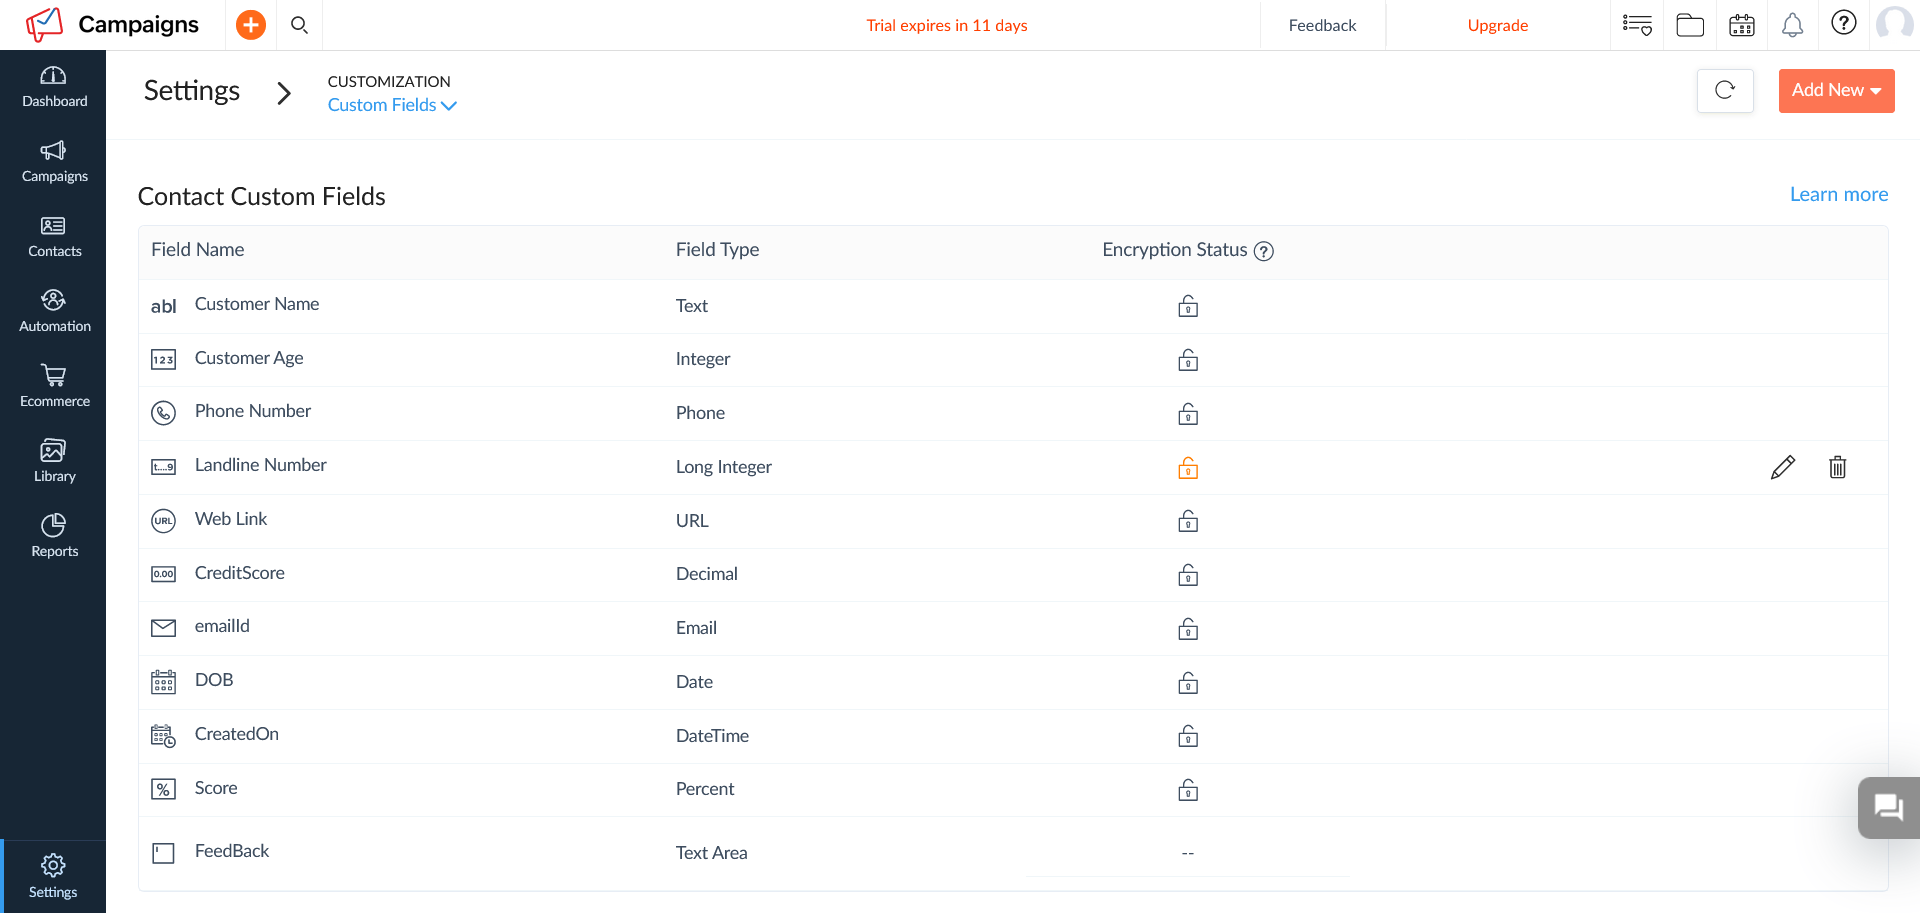 Campaigns
Trial expires in 11 days
Feedback
Upgrade
Dashboard
Campaigns
Contacts
Automation
Ecommerce
Library
Reports
Settings
Settings
CUSTOMIZATION
Custom Fields
Add New
Contact Custom Fields
Learn more
Field Name Field Type Encryption Status ?
abl Customer Name Text
123 Customer Age Integer
Phone Number Phone
t....9 Landline Number Long Integer
URL Web Link URL
0.00 CreditScore Decimal
emailId Email
DOB Date
CreatedOn DateTime
% Score Percent
FeedBack Text Area --